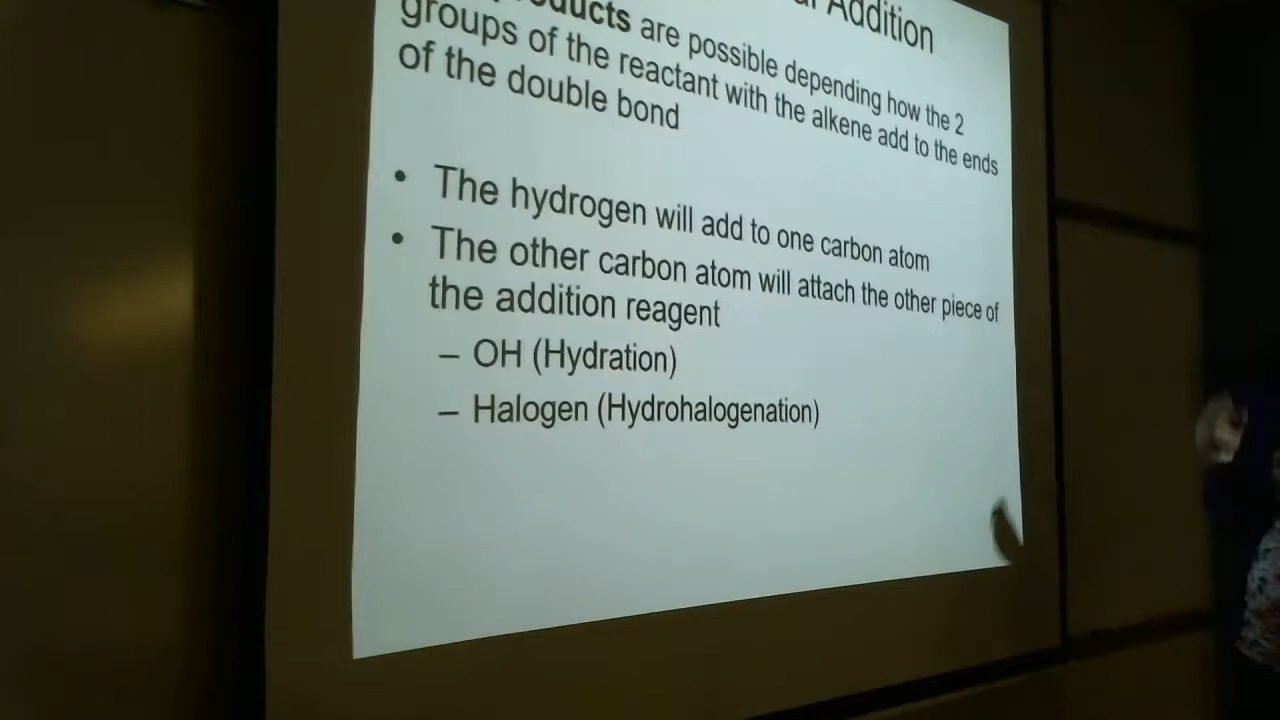 Addition
are possible depending how the 2
groups of the reactant with the alkene add to the ends
of the double bond
• The hydrogen will add to one carbon atom
• The other carbon atom will attach the other piece of
the addition reagent
– OH (Hydration)
– Halogen (Hydrohalogenation)